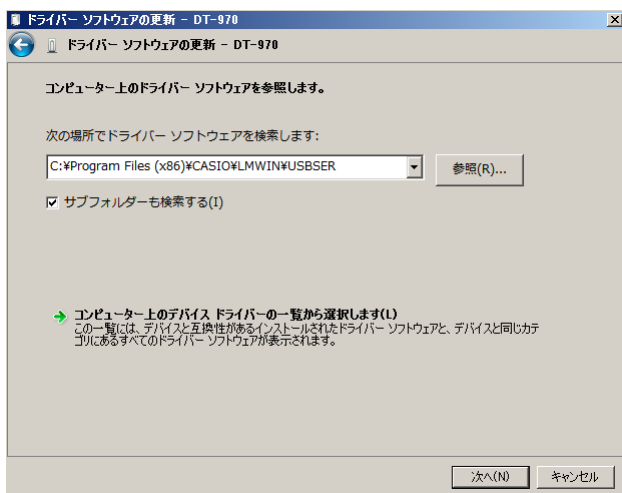 ドライバー ソフトウェアの更新 - DT-970
ドライバー ソフトウェアの更新 - DT-970
コンピューター上のドライバー ソフトウェアを参照します。
次の場所でドライバー ソフトウェアを検索します:
C:¥Program Files (x86)¥CASIO¥LMWIN¥USBSER
参照(R)...
サブフォルダーも検索する(I)
コンピューター上のデバイス ドライバーの一覧から選択します(L)
この一覧には、デバイスと互換性があるインストールされたドライバー ソフトウェアと、デバイスと同じカテ
ゴリにあるすべてのドライバー ソフトウェアが表示されます。
次へ(N)
キャンセル